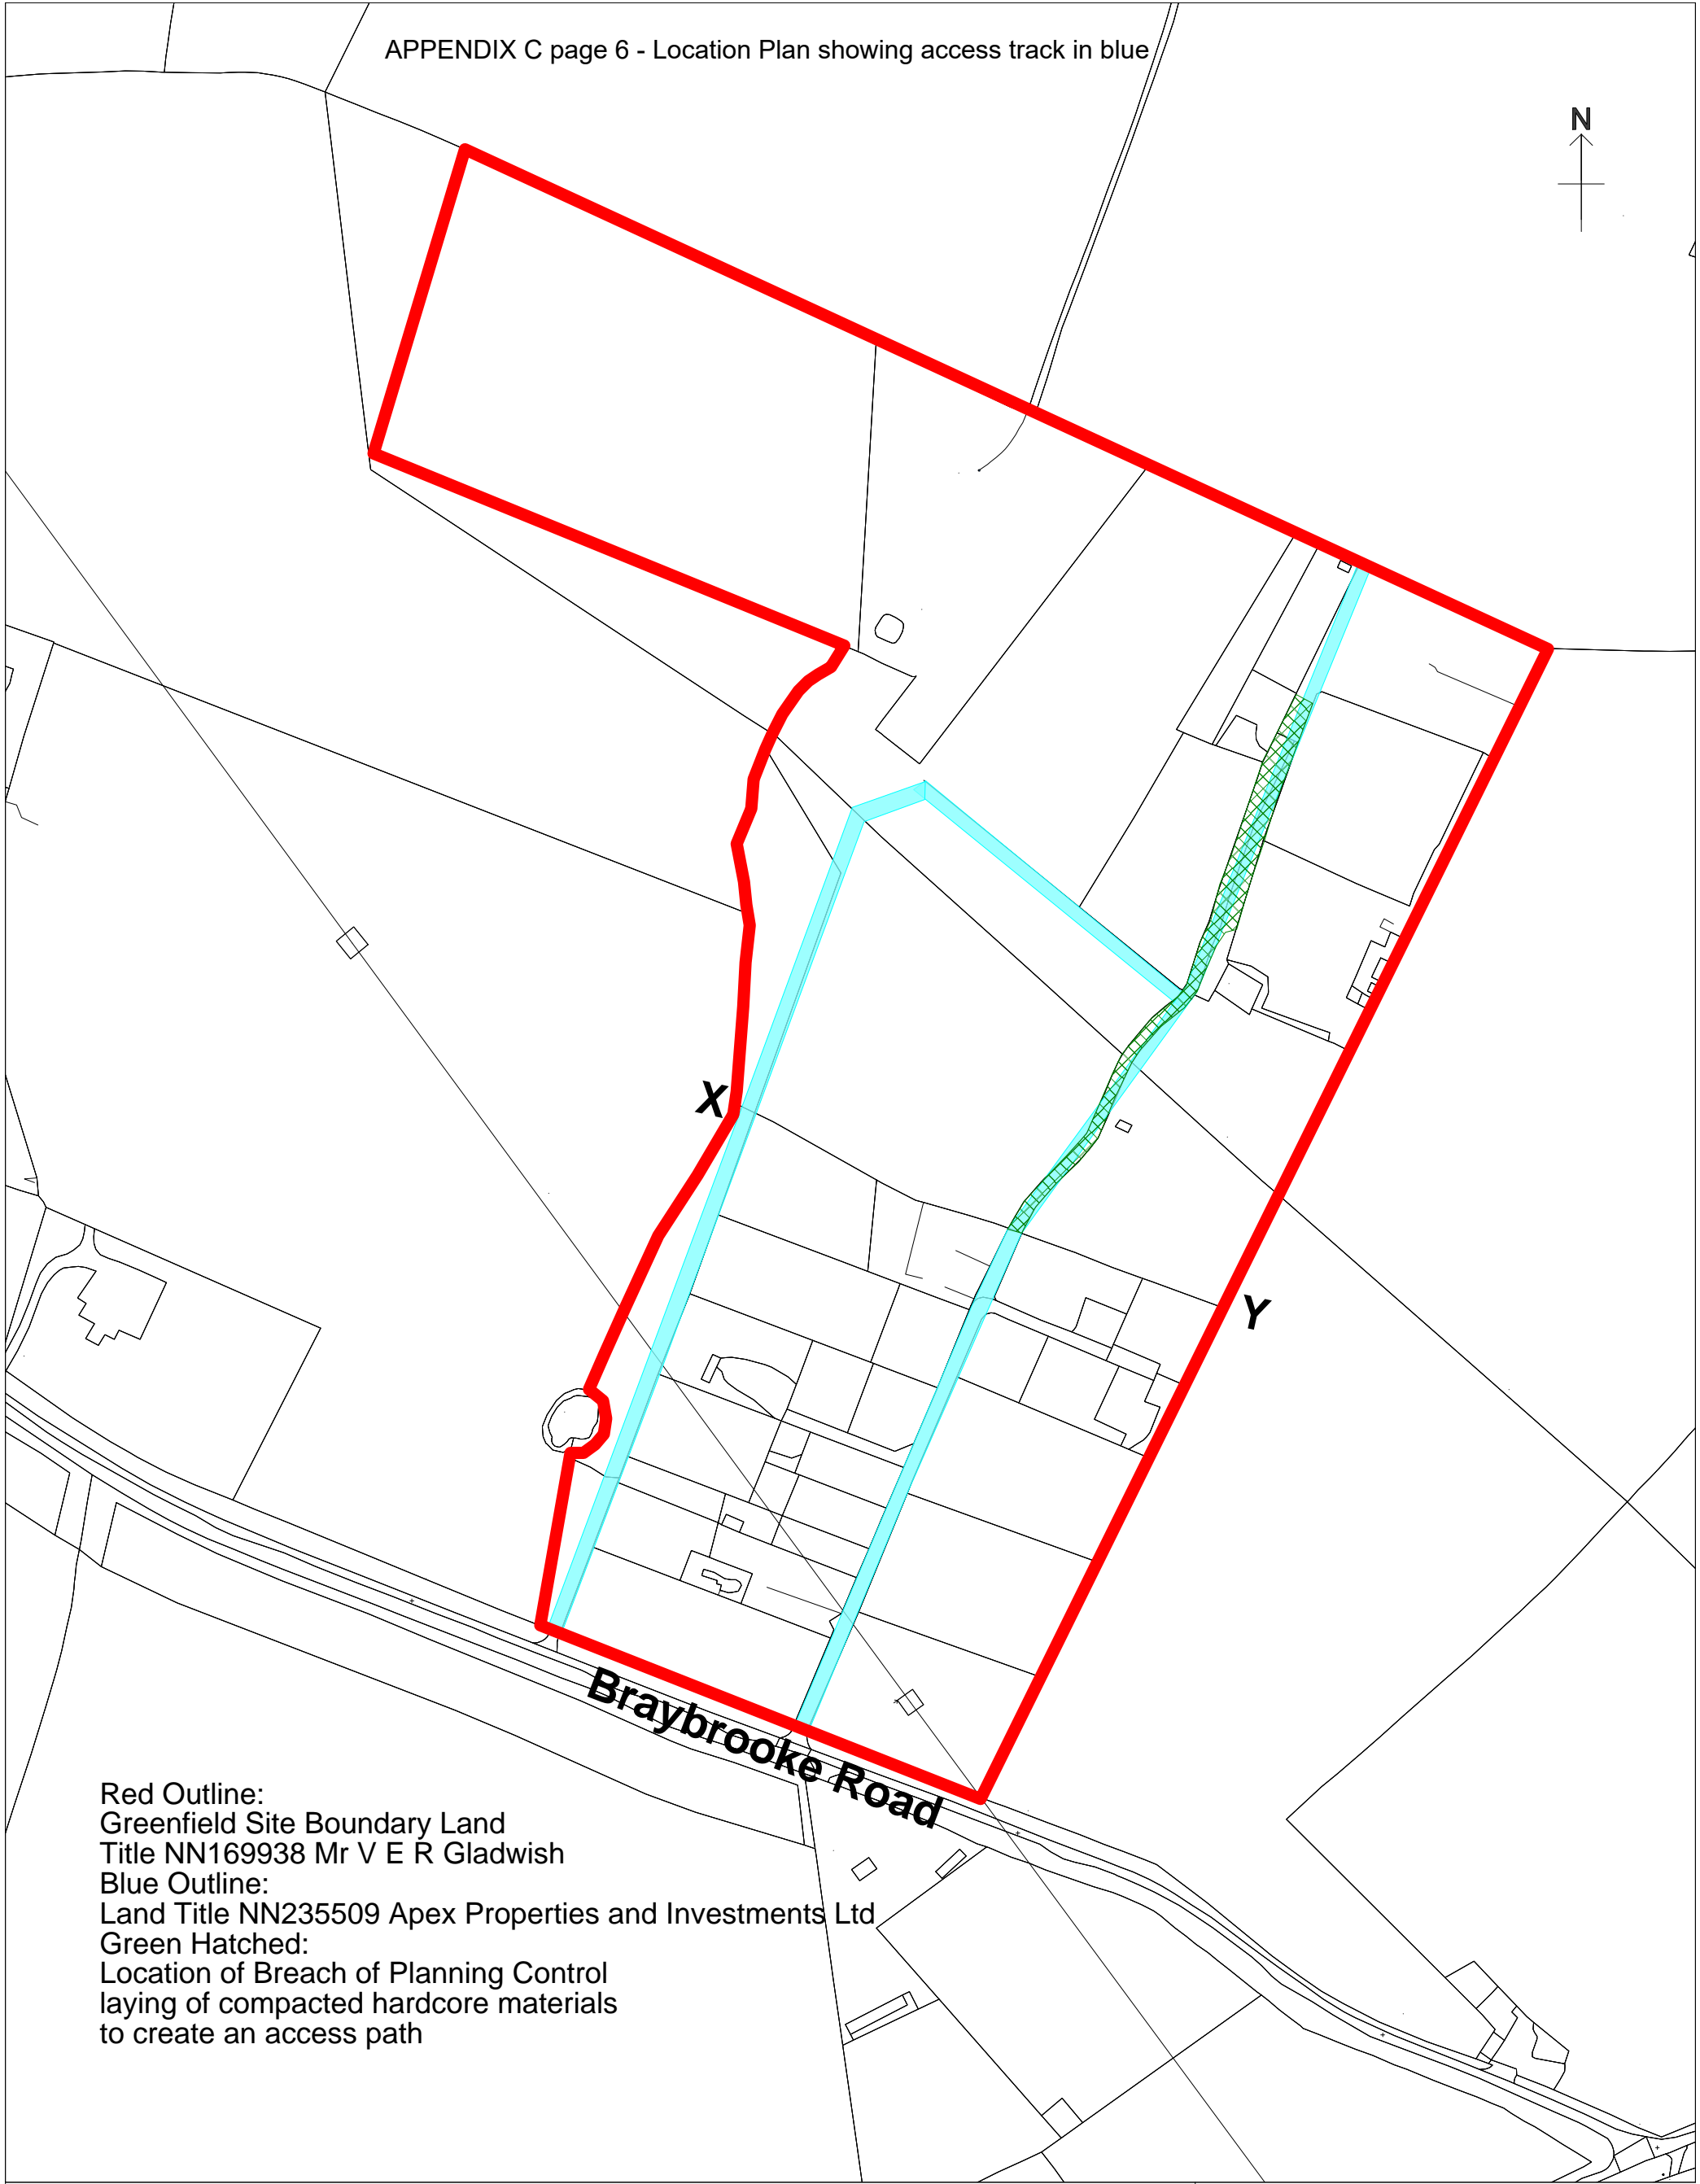 APPENDIX C page 6 - Location Plan showing access track in blue
N
X
Y
Braybrooke Road
Red Outline:
Greenfield Site Boundary Land
Title NN169938 Mr V E R Gladwish
Blue Outline:
Land Title NN235509 Apex Properties and Investments Ltd
Green Hatched:
Location of Breach of Planning Control
laying of compacted hardcore materials
to create an access path